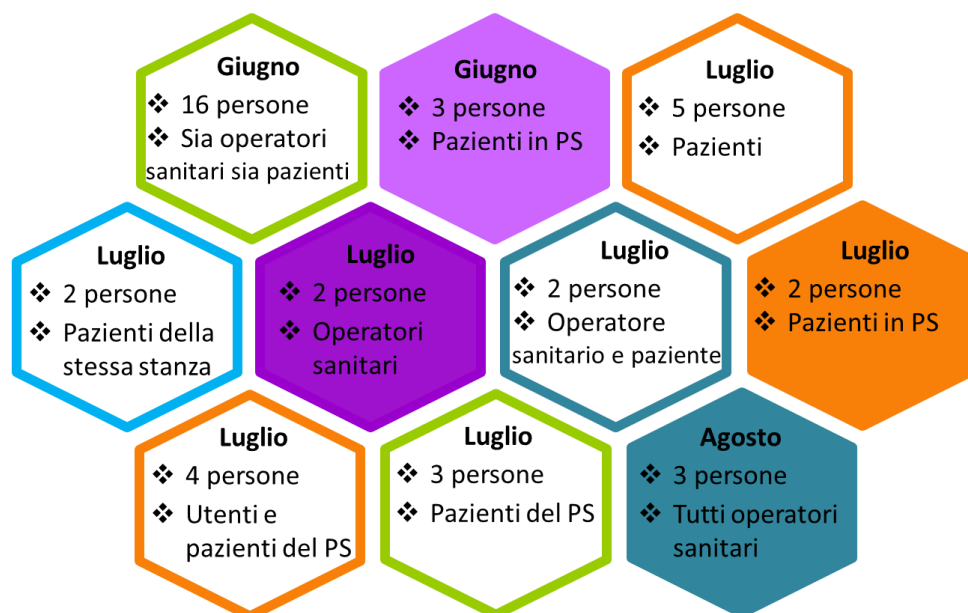 Giugno
❖ 16 persone
❖ Sia operatori
sanitari sia pazienti
Giugno
❖ 3 persone
❖ Pazienti in PS
Luglio
❖ 5 persone
❖ Pazienti
Luglio
❖ 2 persone
❖ Pazienti della
stessa stanza
Luglio
❖ 2 persone
❖ Operatori
sanitari
Luglio
❖ 2 persone
❖ Operatore
sanitario e paziente
Luglio
❖ 2 persone
❖ Pazienti in PS
Luglio
❖ 4 persone
❖ Utenti e
pazienti del PS
Luglio
❖ 3 persone
❖ Pazienti del PS
Agosto
❖ 3 persone
❖ Tutti operatori
sanitari